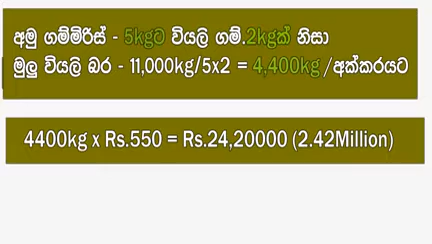 අමු ගම්මිරිස් - 5kgට වියලි ගම්.2kgක් නිසා
මුලු වියලි බර - 11,000kg/5x2 = 4,400kg /අක්කරයට
4400kg x Rs.550 = Rs.24,20000 (2.42Million)